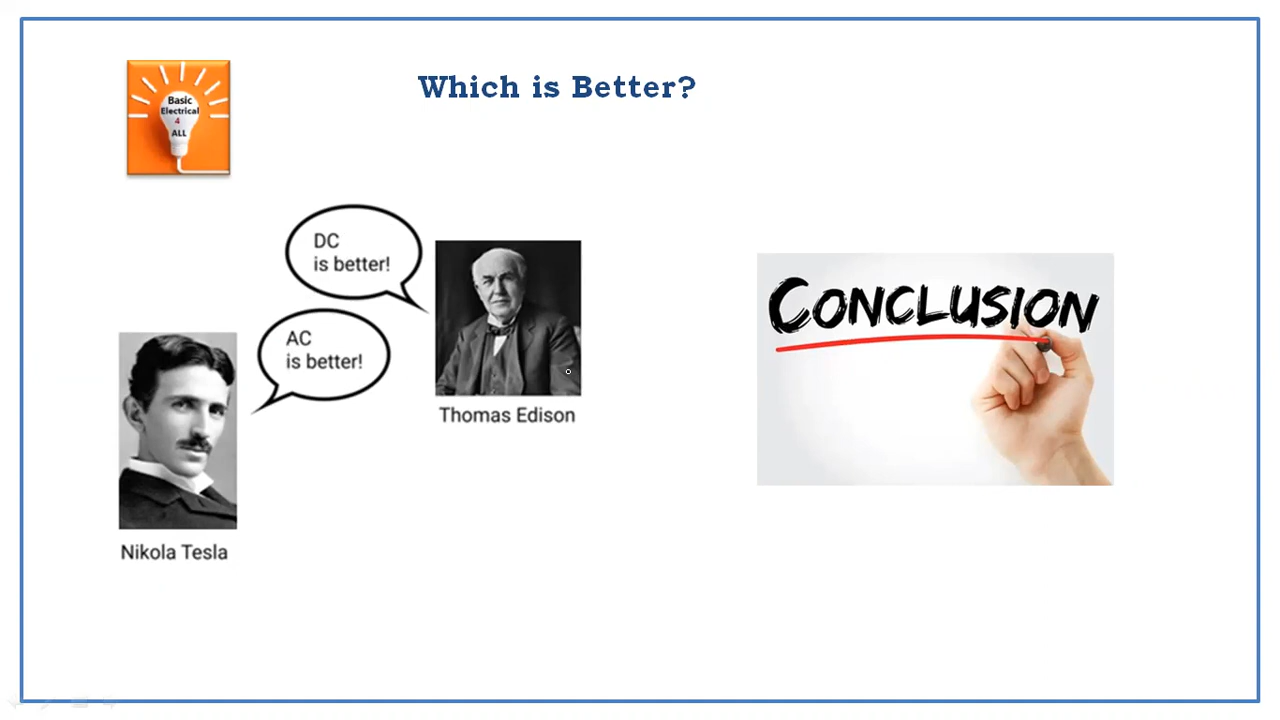 Which is Better?
Basic
Electrical
4
ALL
DC
is better!
AC
is better!
Thomas Edison
Nikola Tesla
CONCLUSION